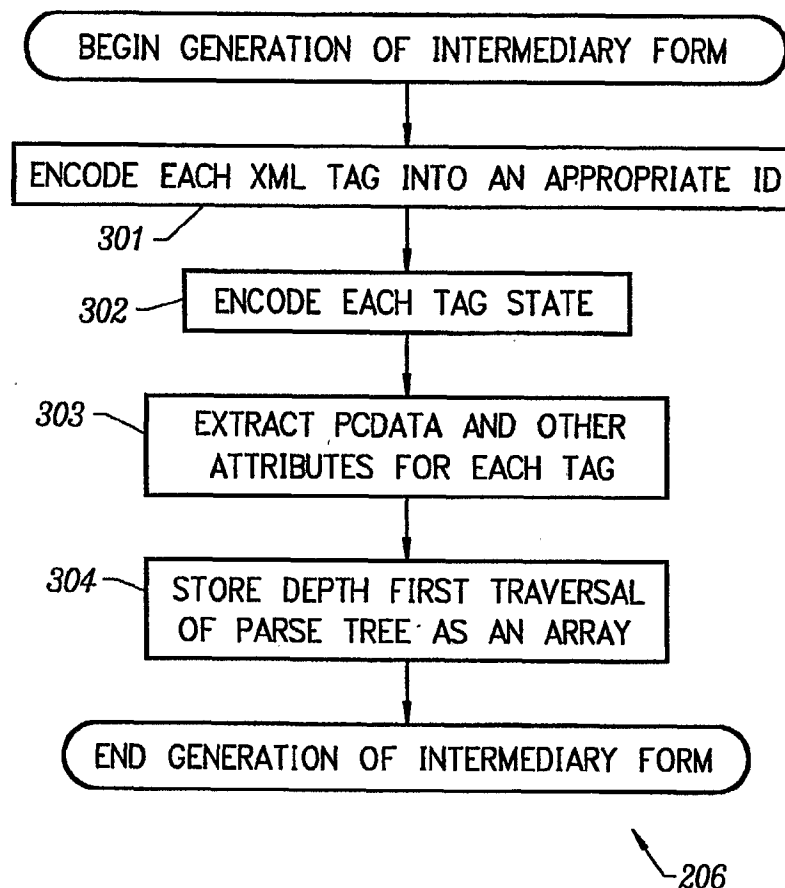 BEGIN GENERATION OF INTERMEDIARY FORM
ENCODE EACH XML TAG INTO AN APPROPRIATE ID
301
302
ENCODE EACH TAG STATE
303
EXTRACT PCDATA AND OTHER
ATTRIBUTES FOR EACH TAG
304
STORE DEPTH FIRST TRAVERSAL
OF PARSE TREE AS AN ARRAY
END GENERATION OF INTERMEDIARY FORM
206